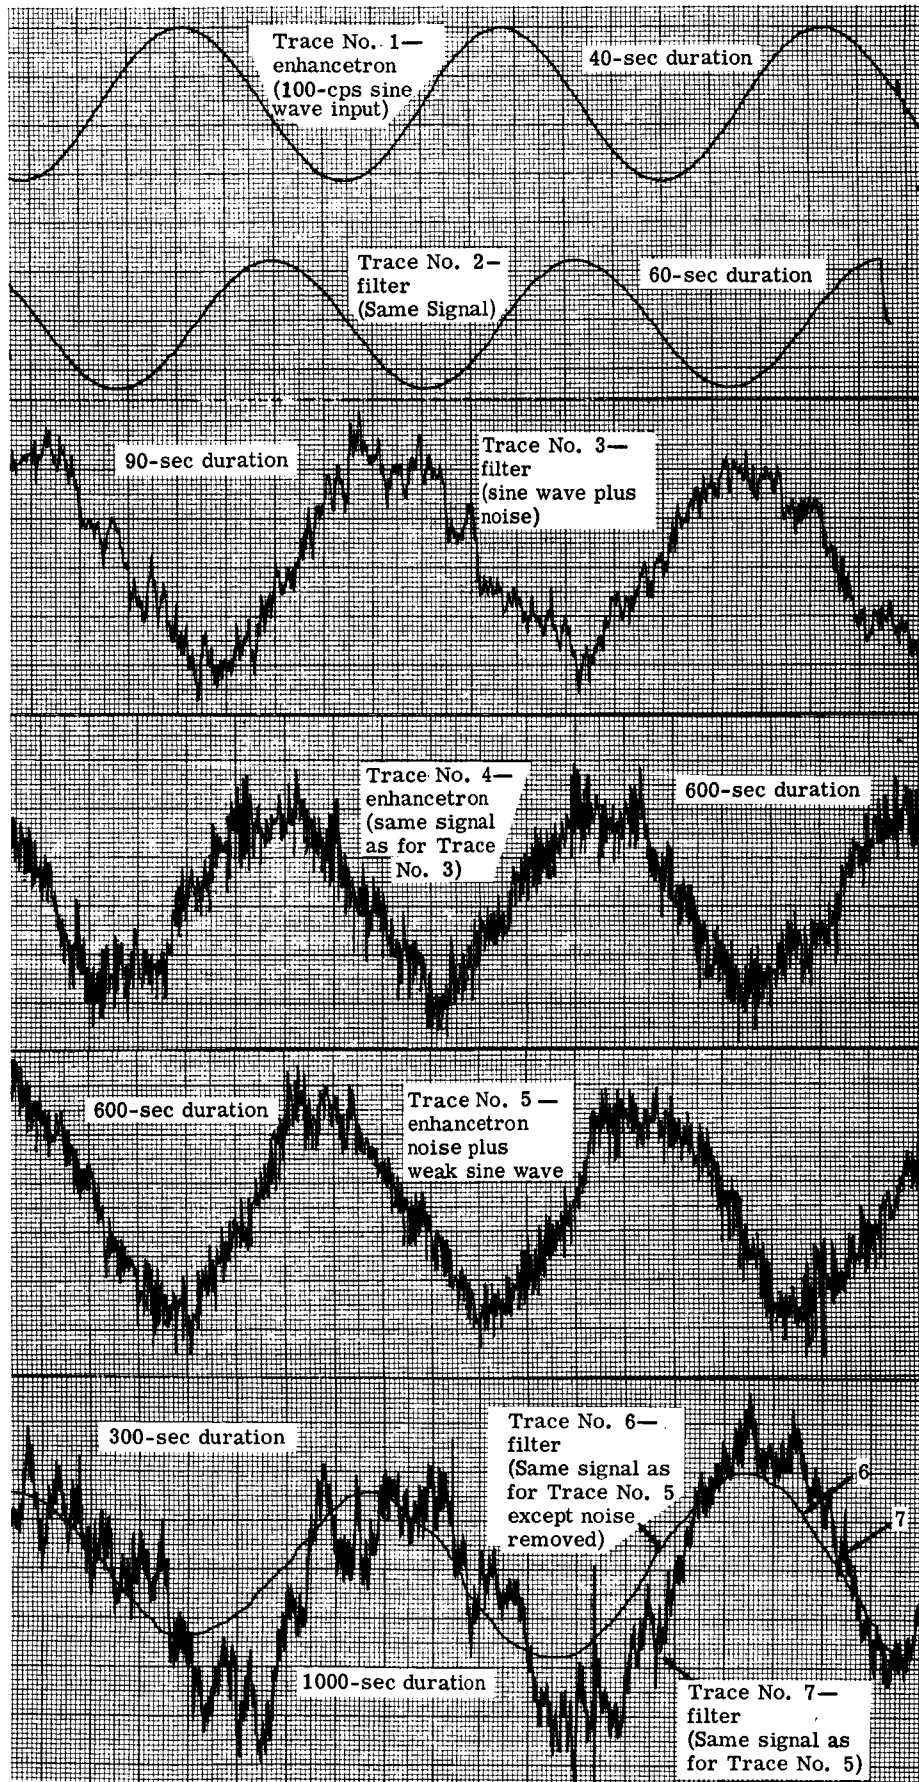 Trace No. 1—
enhancetron
(100-cps sine
wave input)
40-sec duration
Trace No. 2—
filter
(Same Signal)
60-sec duration
90-sec duration
Trace No. 3—
filter
(sine wave plus
noise)
Trace No. 4—
enhancetron
(same signal
as for Trace
No. 3)
600-sec duration
600-sec duration
Trace No. 5—
enhancetron
noise plus
weak sine wave
300-sec duration
Trace No. 6—
filter
(Same signal as
for Trace No. 5
except noise
removed)
6
7
1000-sec duration
Trace No. 7—
filter
(Same signal as
for Trace No. 5)